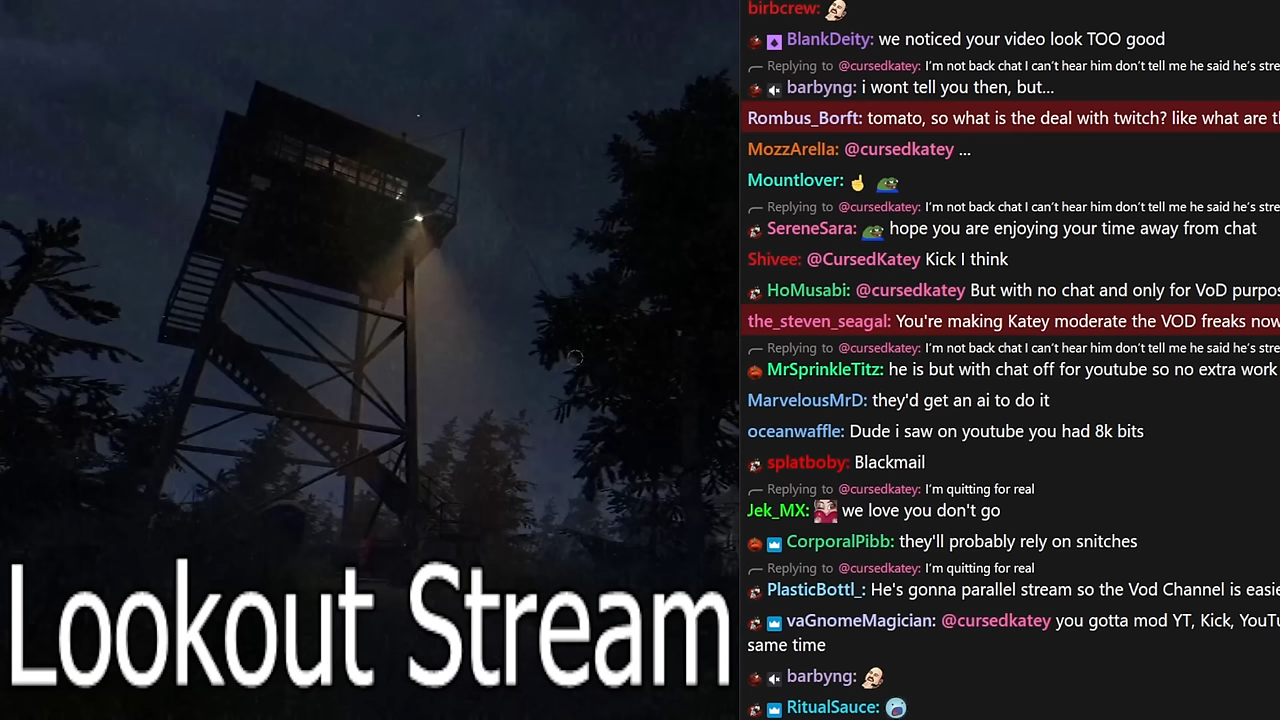 birbcrew:
BlankDeity: we noticed your video look TOO good
Replying to @cursedkatey: I'm not back chat I can't hear him don't tell me he said he's stre
barbyng: i wont tell you then, but...
Rombus_Borft: tomato, so what is the deal with twitch? like what are th
MozzArella: @cursedkatey ...
Mountlover:
Replying to @cursedkatey: I'm not back chat I can't hear him don't tell me he said he's stre
SereneSara: hope you are enjoying your time away from chat
Shivee: @CursedKatey Kick I think
HoMusabi: @cursedkatey But with no chat and only for VoD purpos
the_steven_seagal: You're making Katey moderate the VOD freaks now
Replying to @cursedkatey: I'm not back chat I can't hear him don't tell me he said he's stre
MrSprinkleTitz: he is but with chat off for youtube so no extra work
MarvelousMrD: they'd get an ai to do it
oceanwaffle: Dude i saw on youtube you had 8k bits
splatboby: Blackmail
Replying to @cursedkatey: I'm quitting for real
Jek_MX: we love you don't go
CorporalPibb: they'll probably rely on snitches
Replying to @cursedkatey: I'm quitting for real
PlasticBottl_: He's gonna parallel stream so the Vod Channel is easie
vaGnomeMagician: @cursedkatey you gotta mod YT, Kick, YouTu
same time
barbyng:
RitualSauce:
Lookout Stream